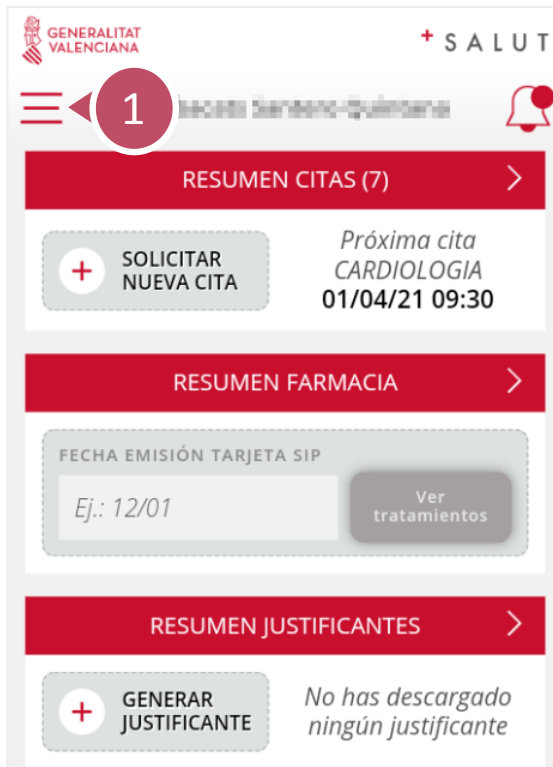 GENERALITAT
VALENCIANA
+ SALUT
1
RESUMEN CITAS (7)
+ SOLICITAR
NUEVA CITA
Próxima cita
CARDIOLOGIA
01/04/21 09:30
RESUMEN FARMACIA
FECHA EMISIÓN TARJETA SIP
Ej.: 12/01
Ver
tratamientos
RESUMEN JUSTIFICANTES
+ GENERAR
JUSTIFICANTE
No has descargado
ningún justificante